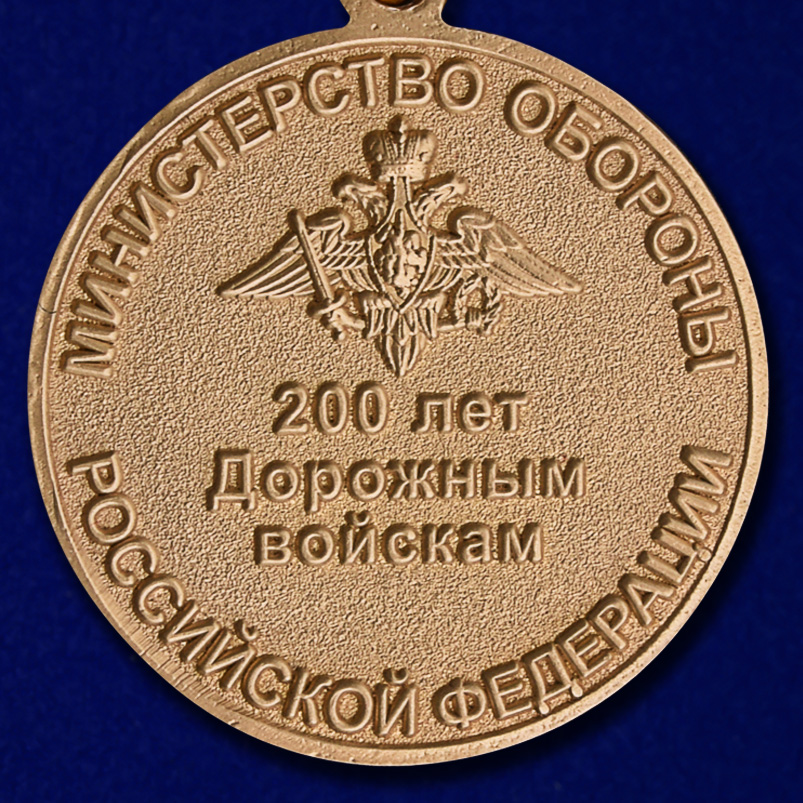 МИНИСТЕРСТВО ОБОРОНЫ
200 лет
Дорожным
войскам
РОССИЙСКОЙ ФЕДЕРАЦИИ